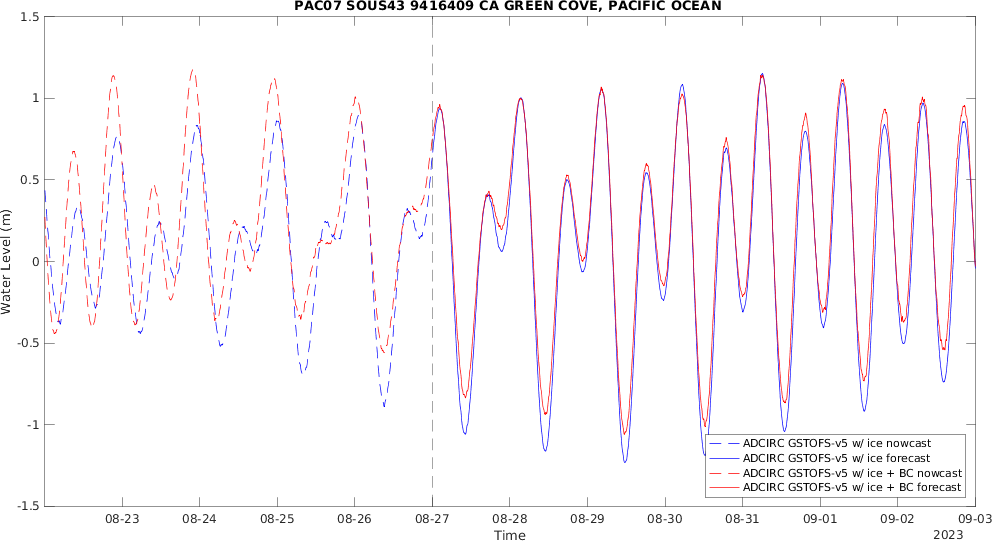 PAC07 SOUS43 9416409 CA GREEN COVE, PACIFIC OCEAN
1.5
1
0.5
0
-0.5
-1
-1.5
Water Level (m)
08-23 08-24 08-25 08-26 08-27 08-28 08-29 08-30 08-31 09-01 09-02 09-03
Time
2023
ADCIRC GSTOFS-v5 w/ ice nowcast
ADCIRC GSTOFS-v5 w/ ice forecast
ADCIRC GSTOFS-v5 w/ ice + BC nowcast
ADCIRC GSTOFS-v5 w/ ice + BC forecast